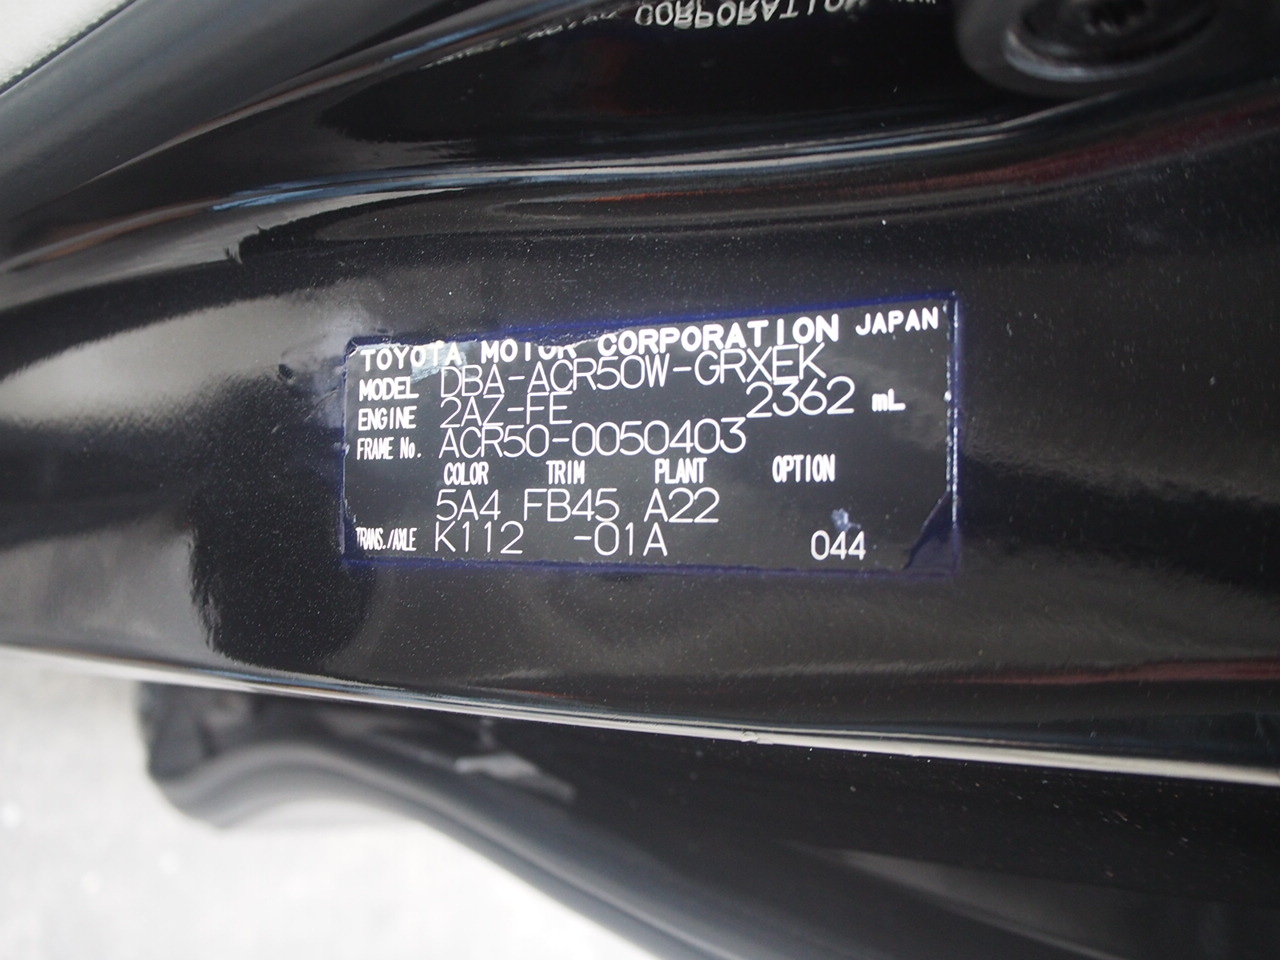 CORPORATION
TOYOTA MOTOR CORPORATION JAPAN
MODEL DBA-ACR50W-GRXEK
ENGINE 2AZ-FE 2362 mL
FRAME No. ACR50-0050403
COLOR TRIM PLANT OPTION
5A4 FB45 A22
TRANS./AXLE K112 -01A 044